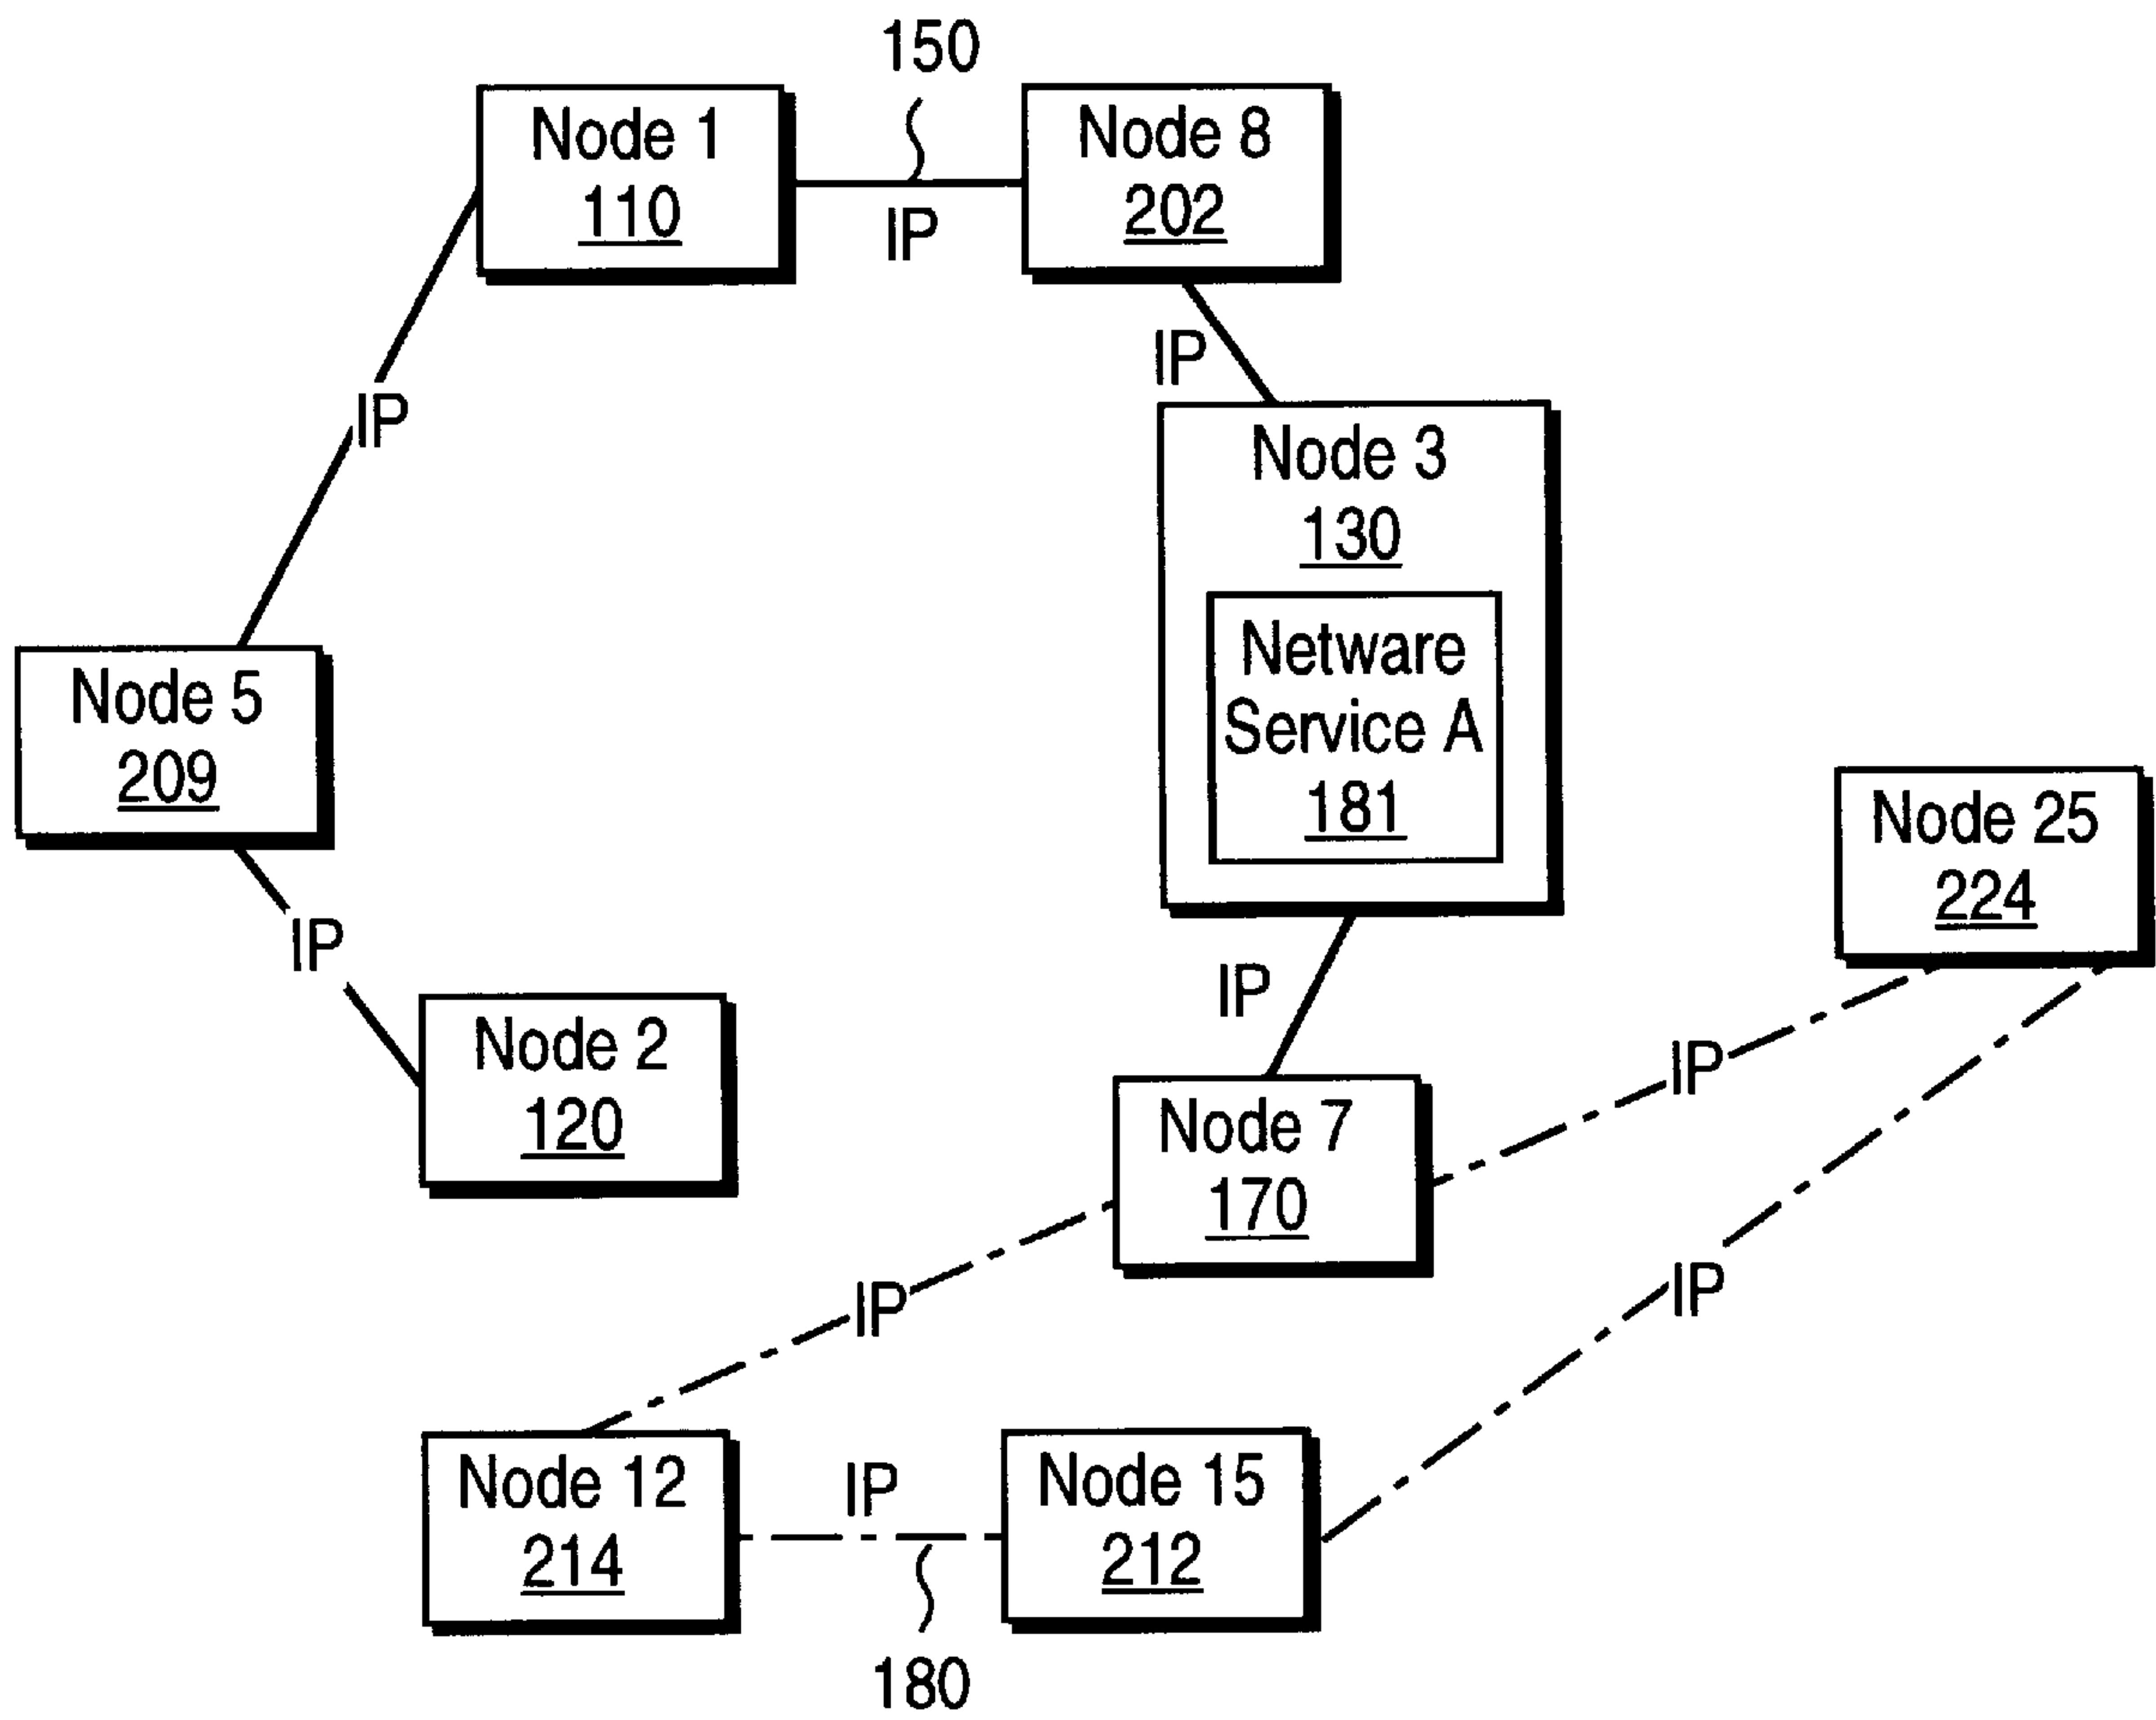 150
Node 1
110
Node 8
202
IP
IP
IP
Node 3
130
Netware
Service A
181
Node 5
209
Node 25
224
IP
IP
Node 2
120
IP
Node 7
170
IP
IP
Node 12
214
IP
Node 15
212
180